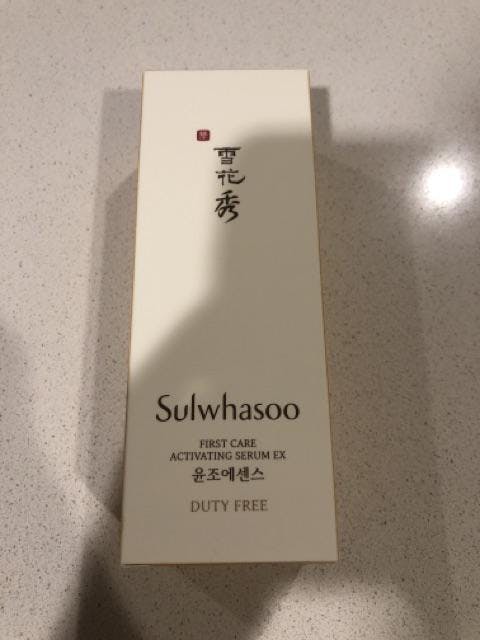 雪
花
秀
Sulwhasoo
FIRST CARE
ACTIVATING SERUM EX
윤조에센스
DUTY FREE